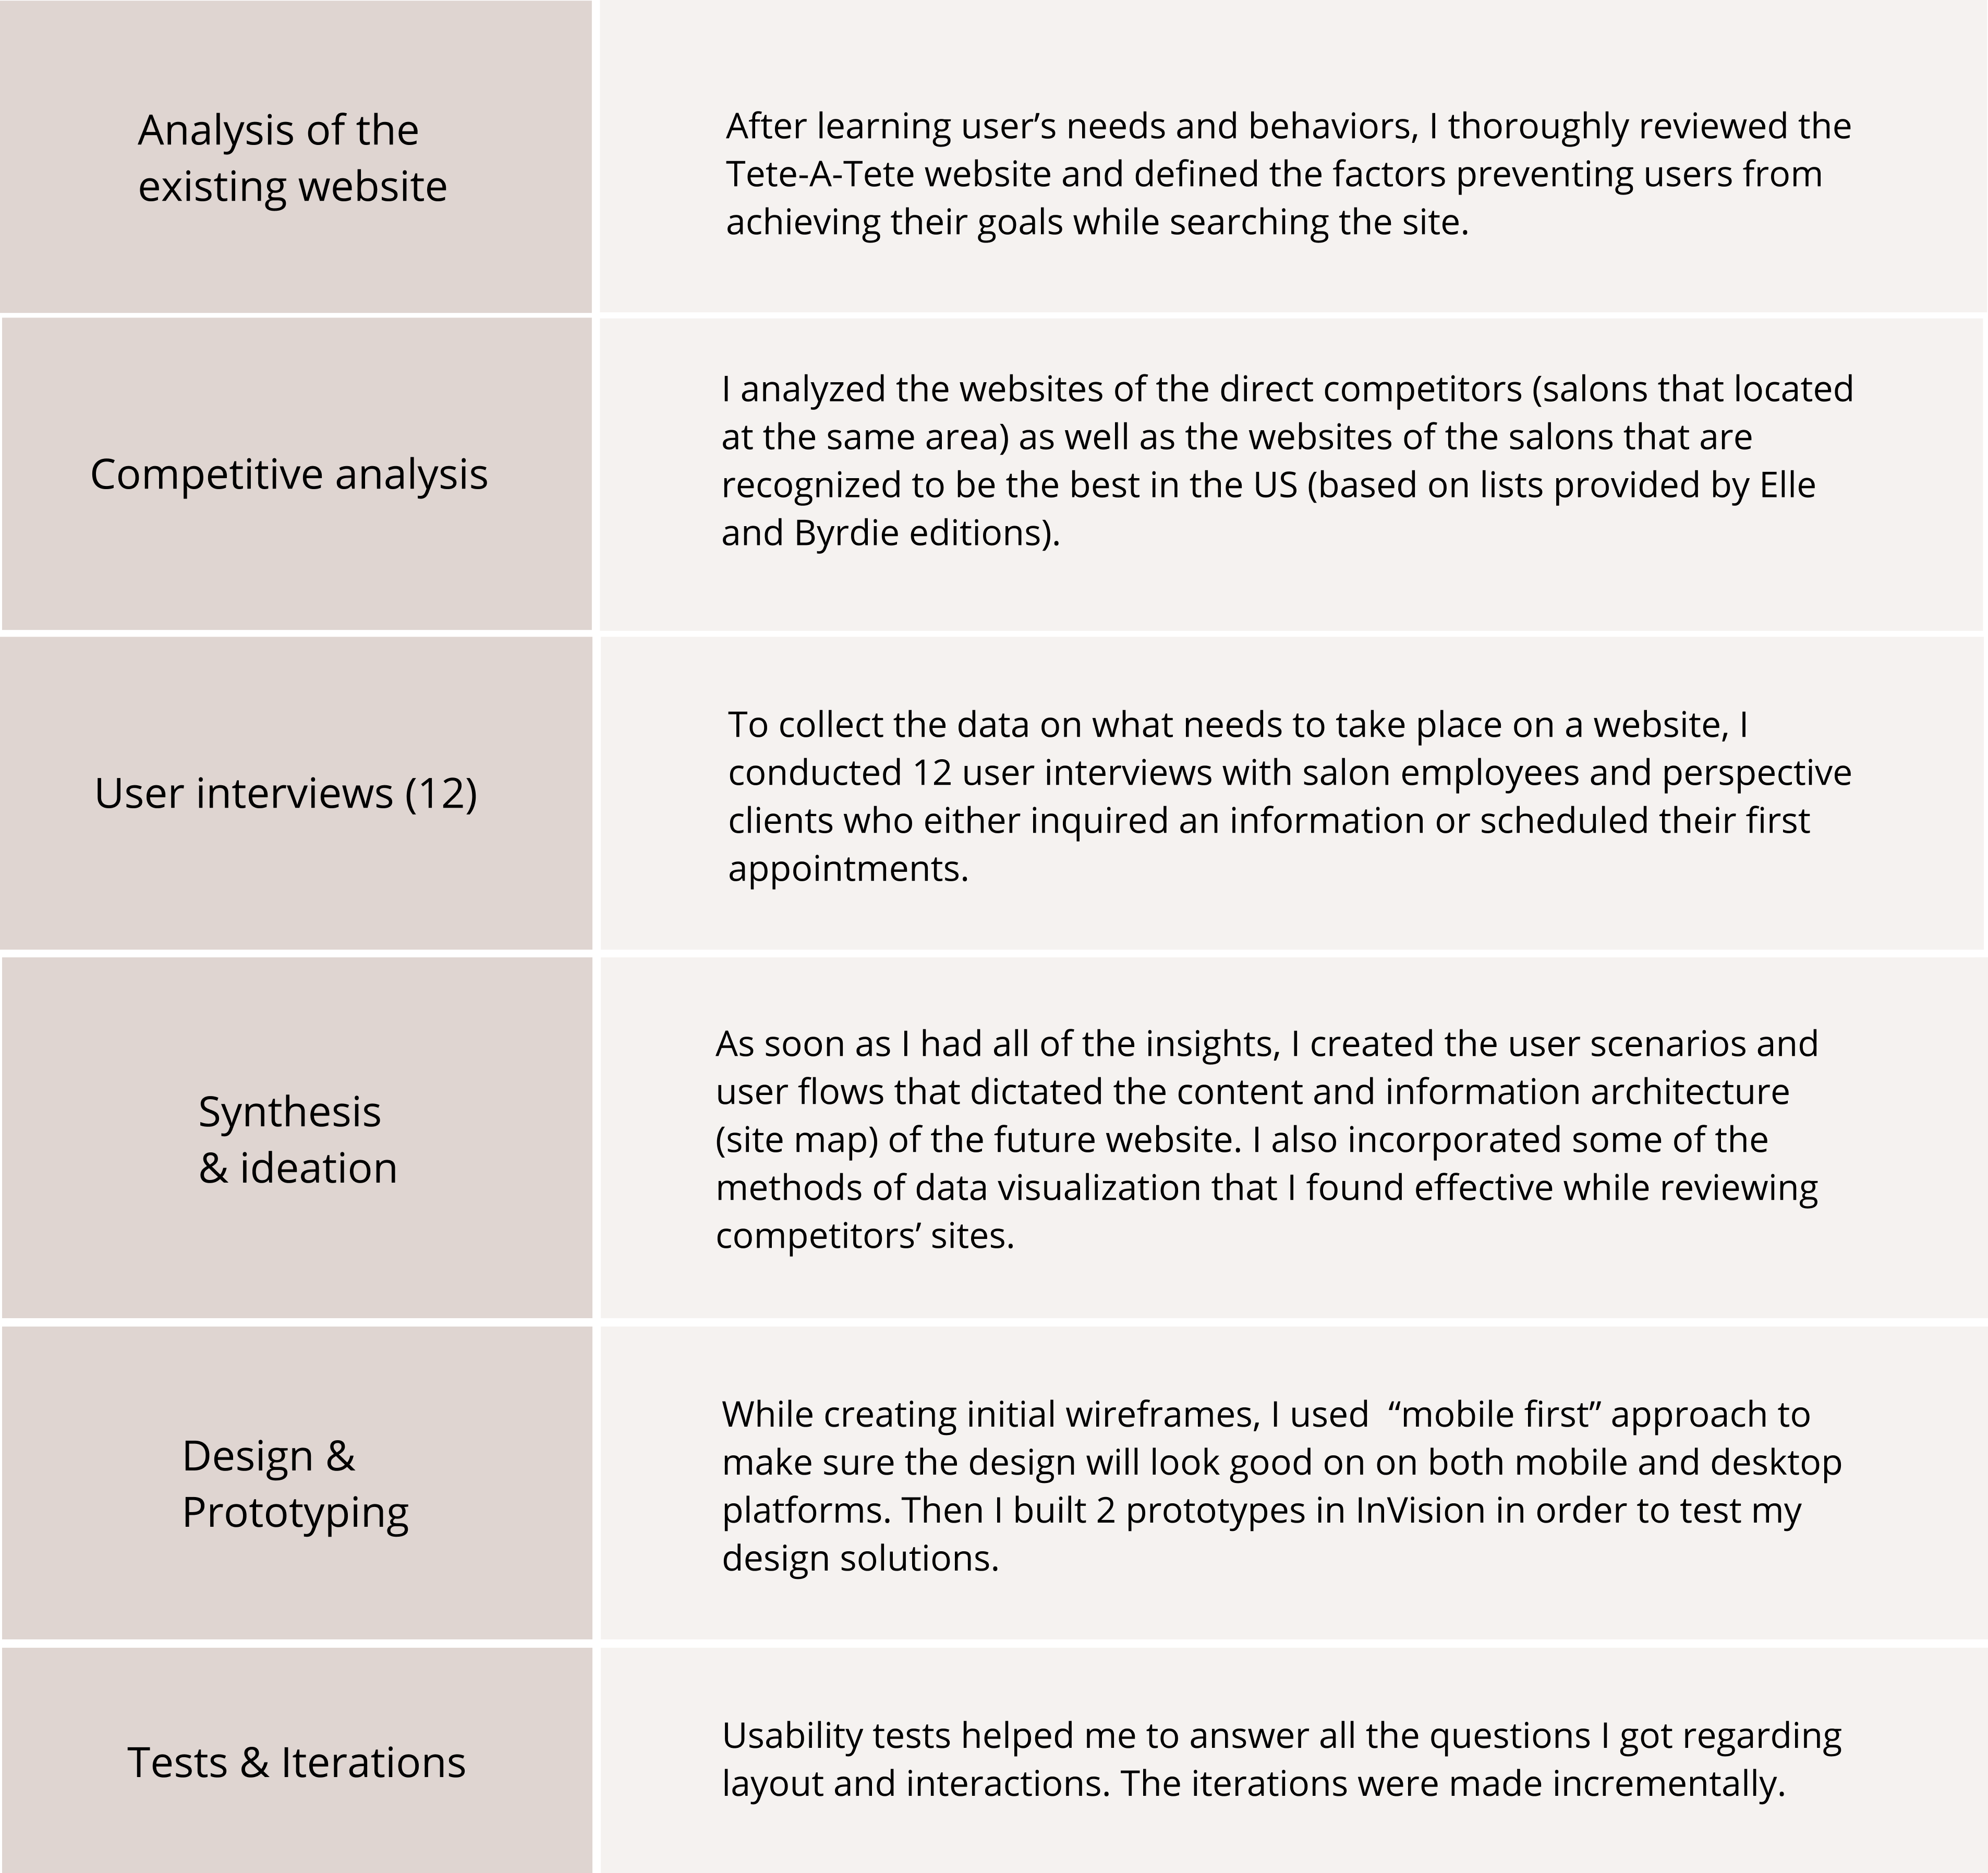 Analysis of the
existing website
After learning user’s needs and behaviors, I thoroughly reviewed the
Tete-A-Tete website and defined the factors preventing users from
achieving their goals while searching the site.
Competitive analysis
I analyzed the websites of the direct competitors (salons that located
at the same area) as well as the websites of the salons that are
recognized to be the best in the US (based on lists provided by Elle
and Byrdie editions).
User interviews (12)
To collect the data on what needs to take place on a website, I
conducted 12 user interviews with salon employees and perspective
clients who either inquired an information or scheduled their first
appointments.
Synthesis
& ideation
As soon as I had all of the insights, I created the user scenarios and
user flows that dictated the content and information architecture
(site map) of the future website. I also incorporated some of the
methods of data visualization that I found effective while reviewing
competitors’ sites.
Design &
Prototyping
While creating initial wireframes, I used  “mobile first” approach to
make sure the design will look good on on both mobile and desktop
platforms. Then I built 2 prototypes in InVision in order to test my
design solutions.
Tests & Iterations
Usability tests helped me to answer all the questions I got regarding
layout and interactions. The iterations were made incrementally.